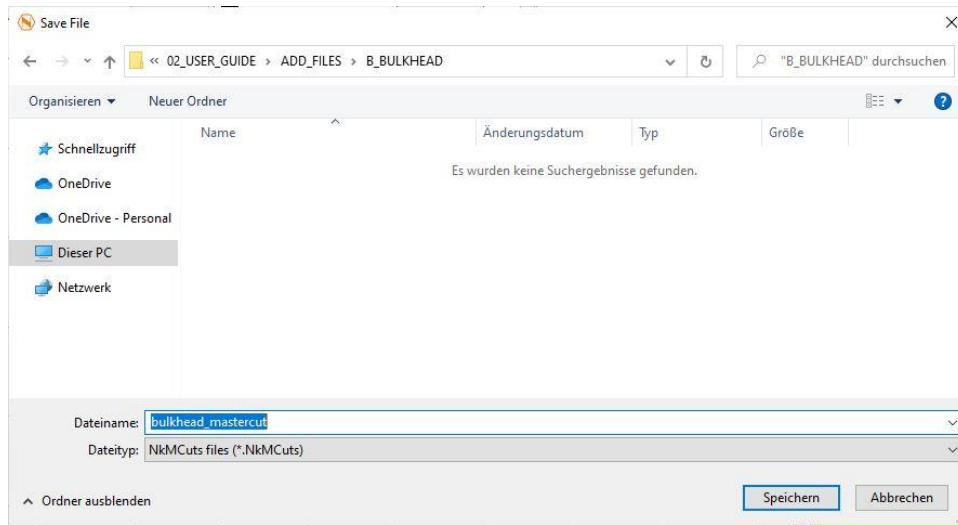 Save File
« 02_USER_GUIDE > ADD_FILES > B_BULKHEAD
"B_BULKHEAD" durchsuchen
Organisieren
Neuer Ordner
Name
Änderungsdatum
Typ
Größe
Schnellzugriff
Es wurden keine Suchergebnisse gefunden.
OneDrive
OneDrive - Personal
Dieser PC
Netzwerk
Dateiname: bulkhead_mastercut
Dateityp: NkMCuts files (*.NkMCuts)
Ordner ausblenden
Speichern
Abbrechen